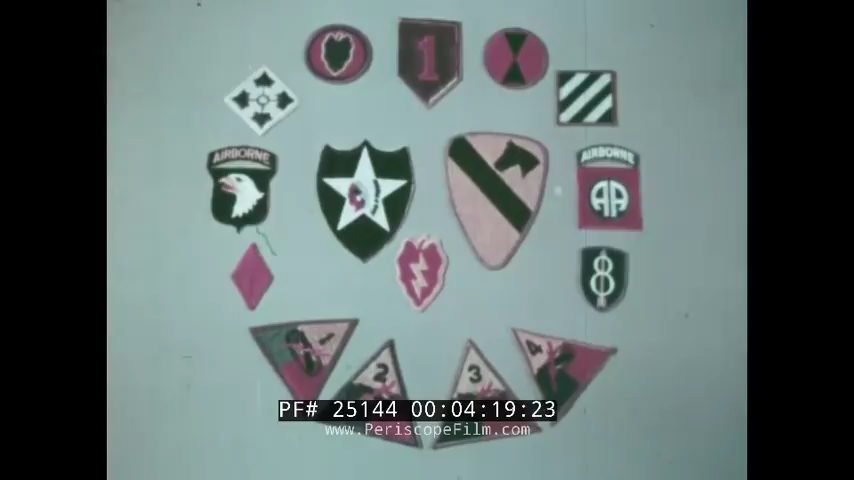 1
AIRBORNE
AIRBORNE
AA
8
1
2
3
4
PF# 25144 00:04:19:23
www.PeriscopeFilm.com